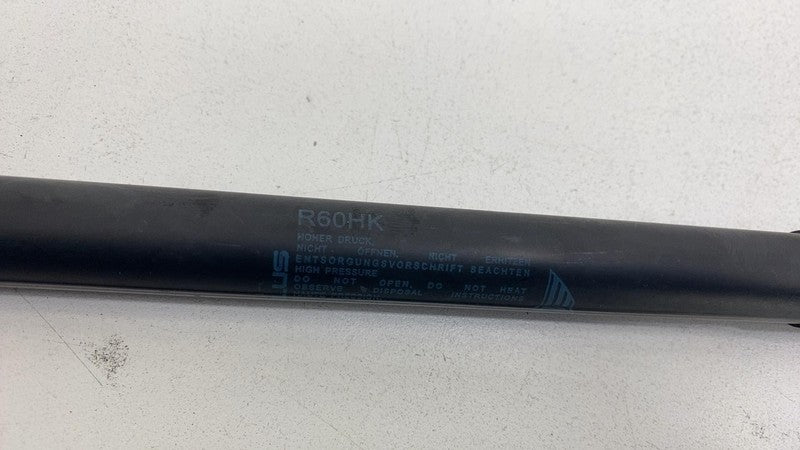 R60HK
HOHER DRUCK,
NICHT ÖFFNEN, NICHT ERHITZEN
ENTSORGUNGSVORSCHRIFT BEACHTEN
HIGH PRESSURE
DO NOT OPEN, DO NOT HEAT
OBSERVE DISPOSAL INSTRUCTIONS